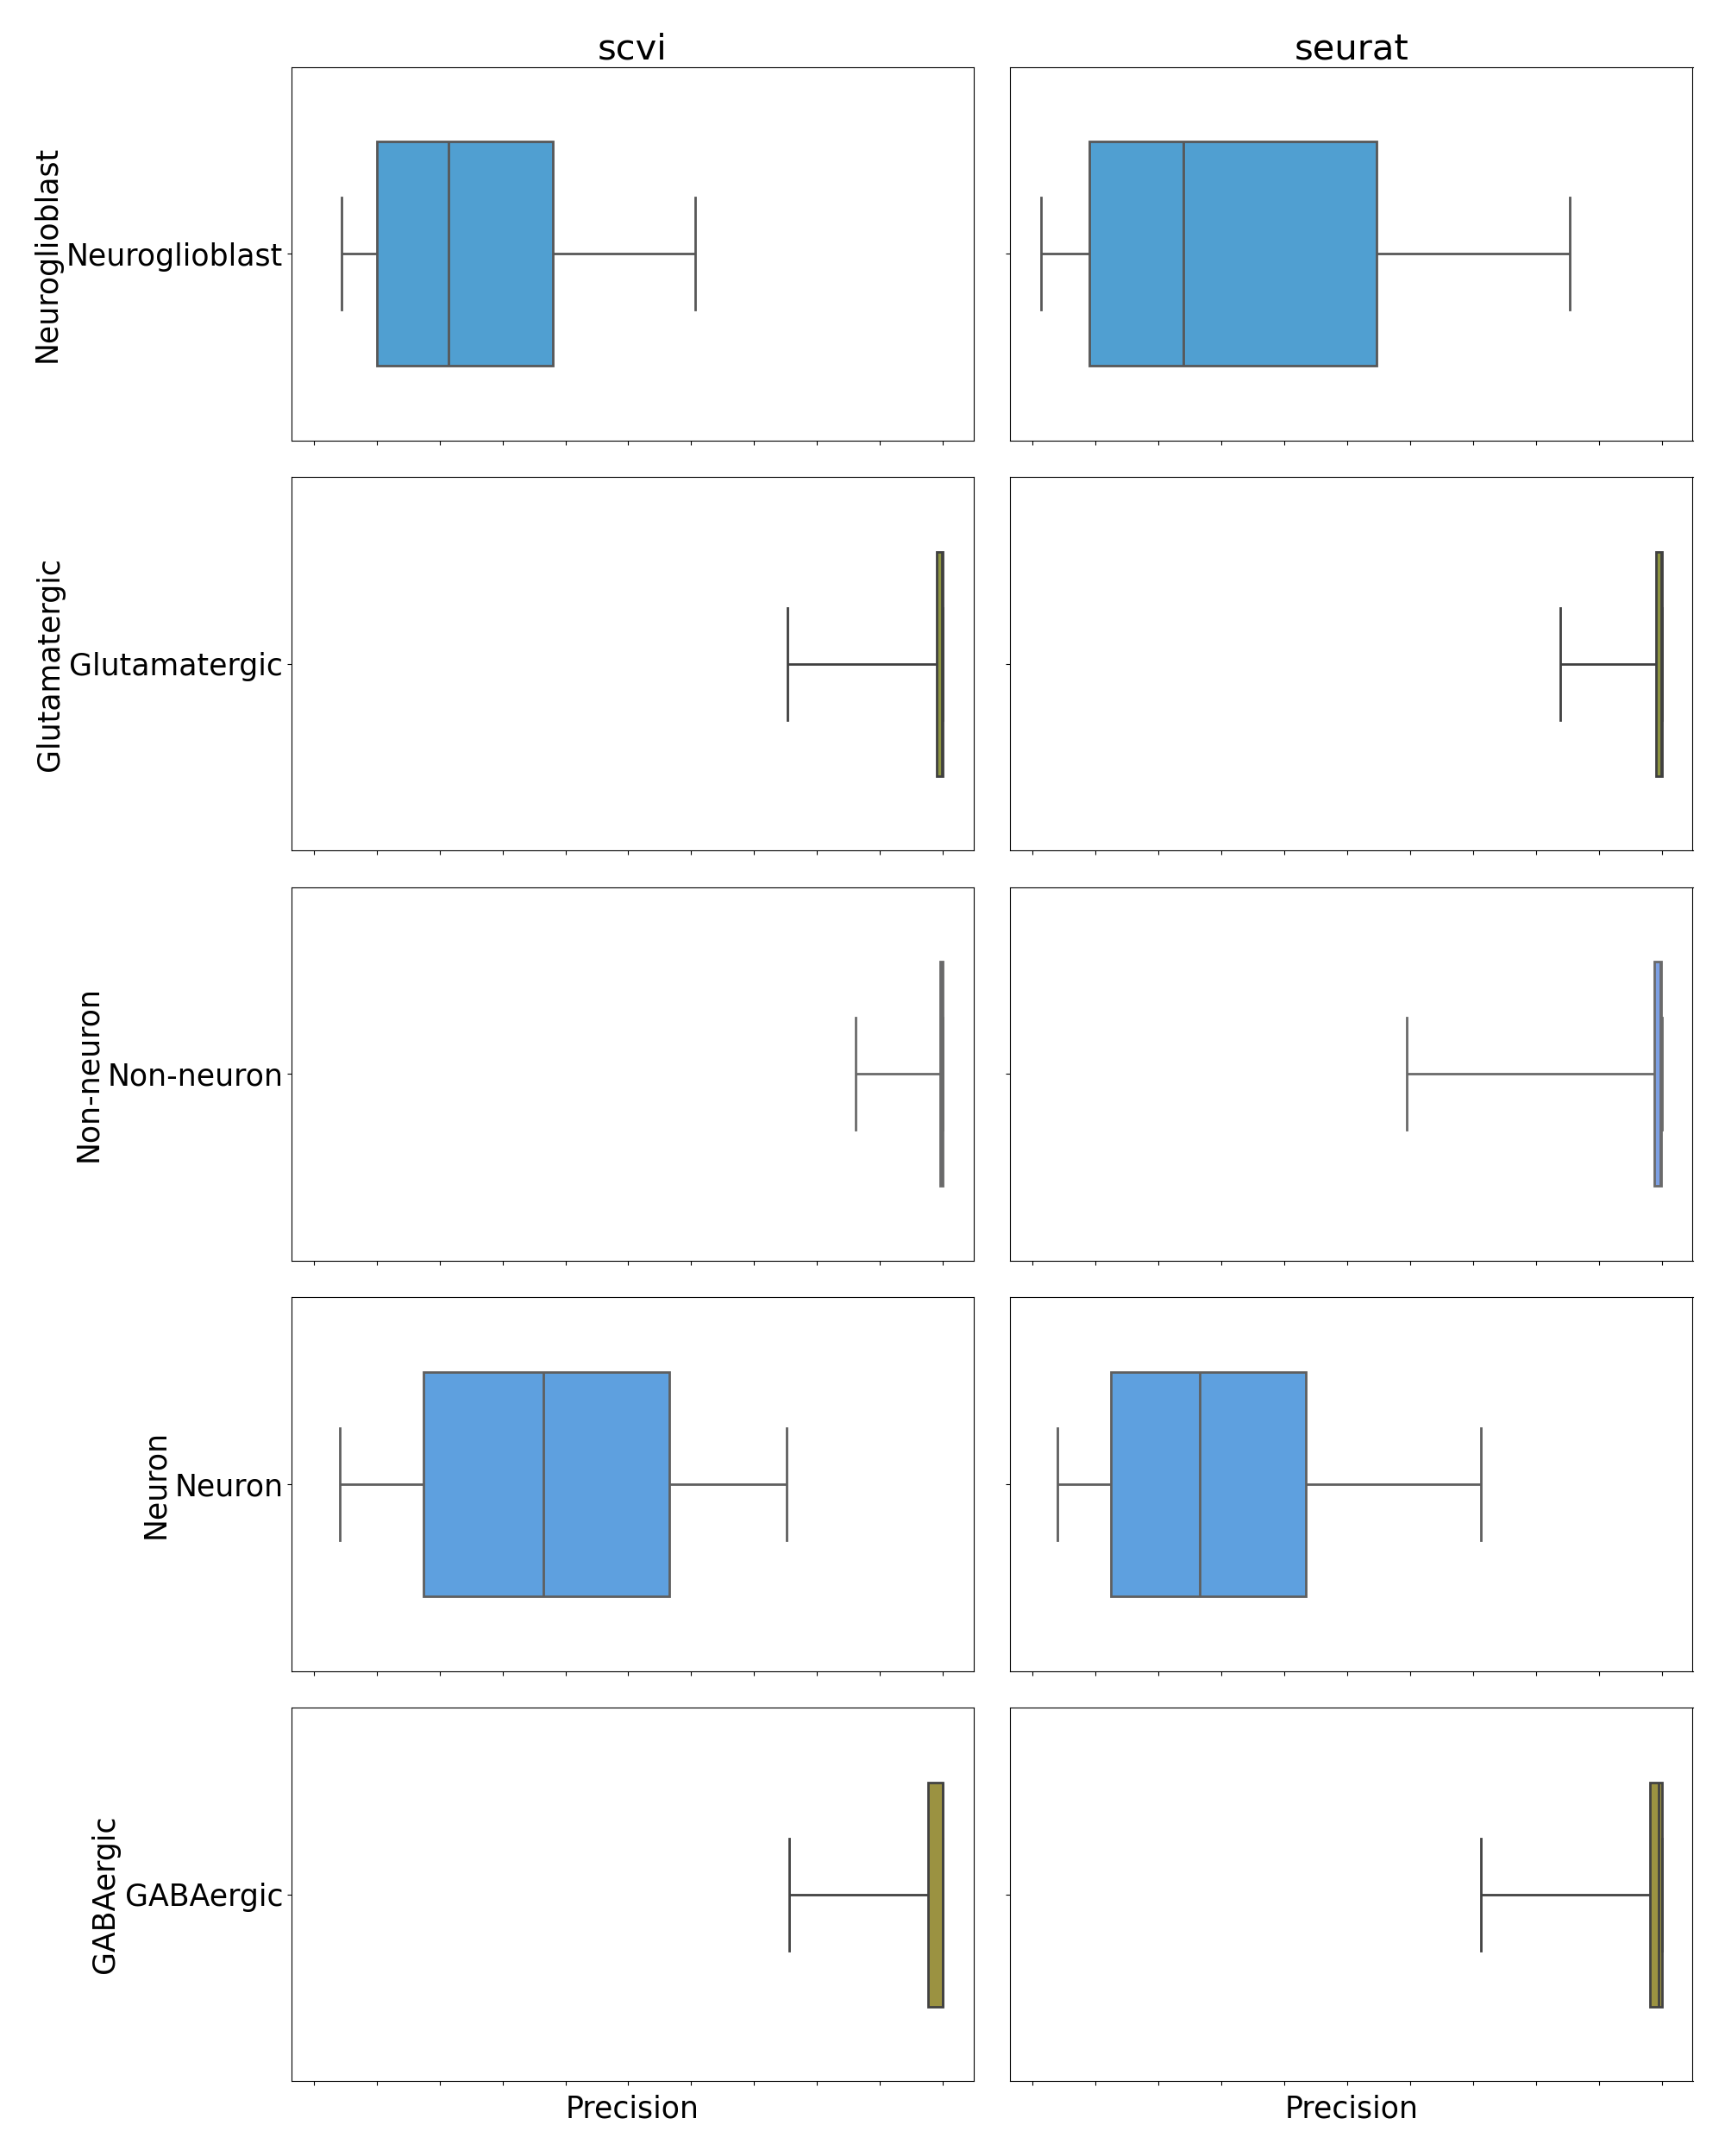 scvi
seurat
Neuroglioblast
Neuroglioblast
Glutamatergic
Glutamatergic
Non-neuron
Non-neuron
Neuron
Neuron
GABAergic
GABAergic
Precision
Precision